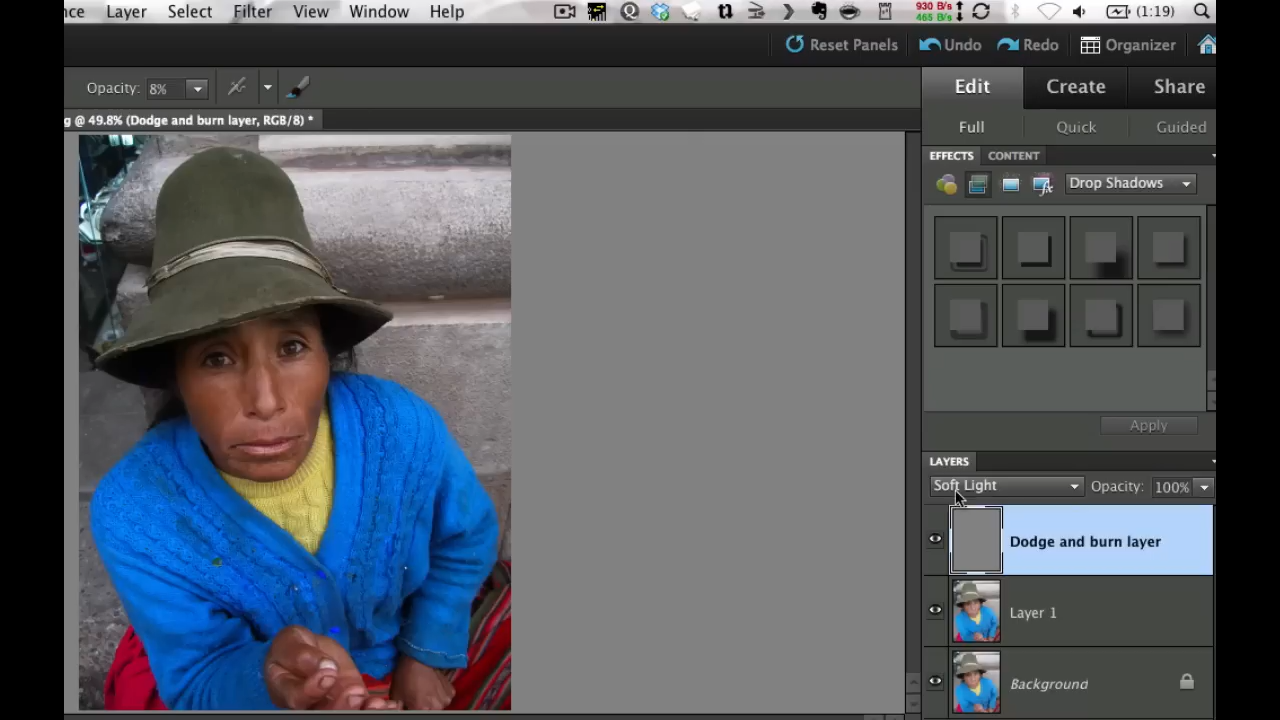 nce Layer Select Filter View Window Help 930 B/s 465 B/s (1:19)
Reset Panels Undo Redo Organizer
Opacity: 8% Edit Create Share
g @ 49.8% (Dodge and burn layer, RGB/8) * Full Quick Guided
EFFECTS CONTENT
Drop Shadows
Apply
LAYERS
Soft Light Opacity: 100%
Dodge and burn layer
Layer 1
Background